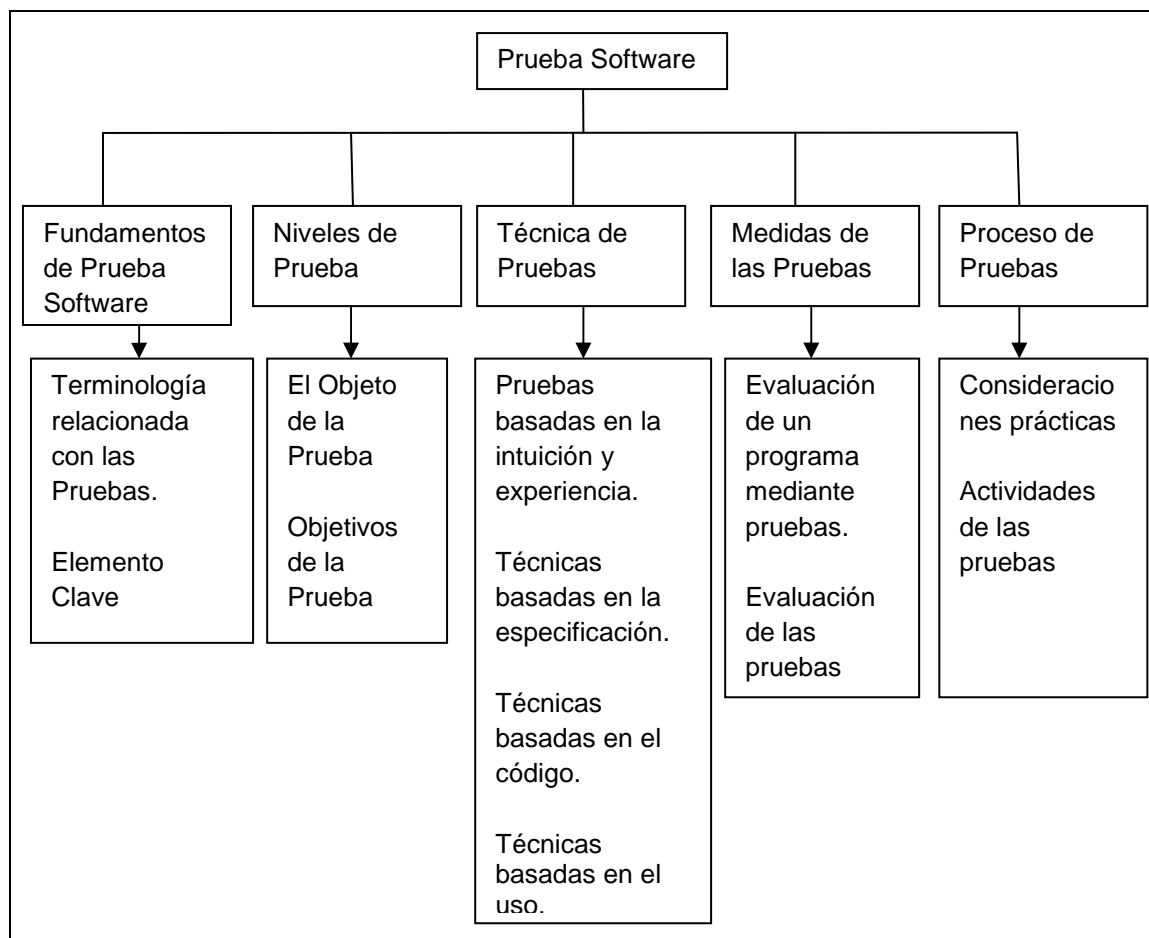 Prueba Software
Fundamentos
de Prueba
Software
Niveles de
Prueba
Técnica de
Pruebas
Medidas de
las Pruebas
Proceso de
Pruebas
Terminología
relacionada
con las
Pruebas.
Elemento
Clave
El Objeto
de la
Prueba
Objetivos
de la
Prueba
Pruebas
basadas en la
intuición y
experiencia.
Técnicas
basadas en la
especificación.
Técnicas
basadas en el
código.
Técnicas
basadas en el
uso.
Evaluación
de un
programa
mediante
pruebas.
Evaluación
de las
pruebas
Consideracio
nes prácticas
Actividades
de las
pruebas